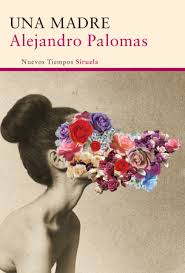 UNA MADRE
Alejandro Palomas
Nuevos Tiempos Siruela